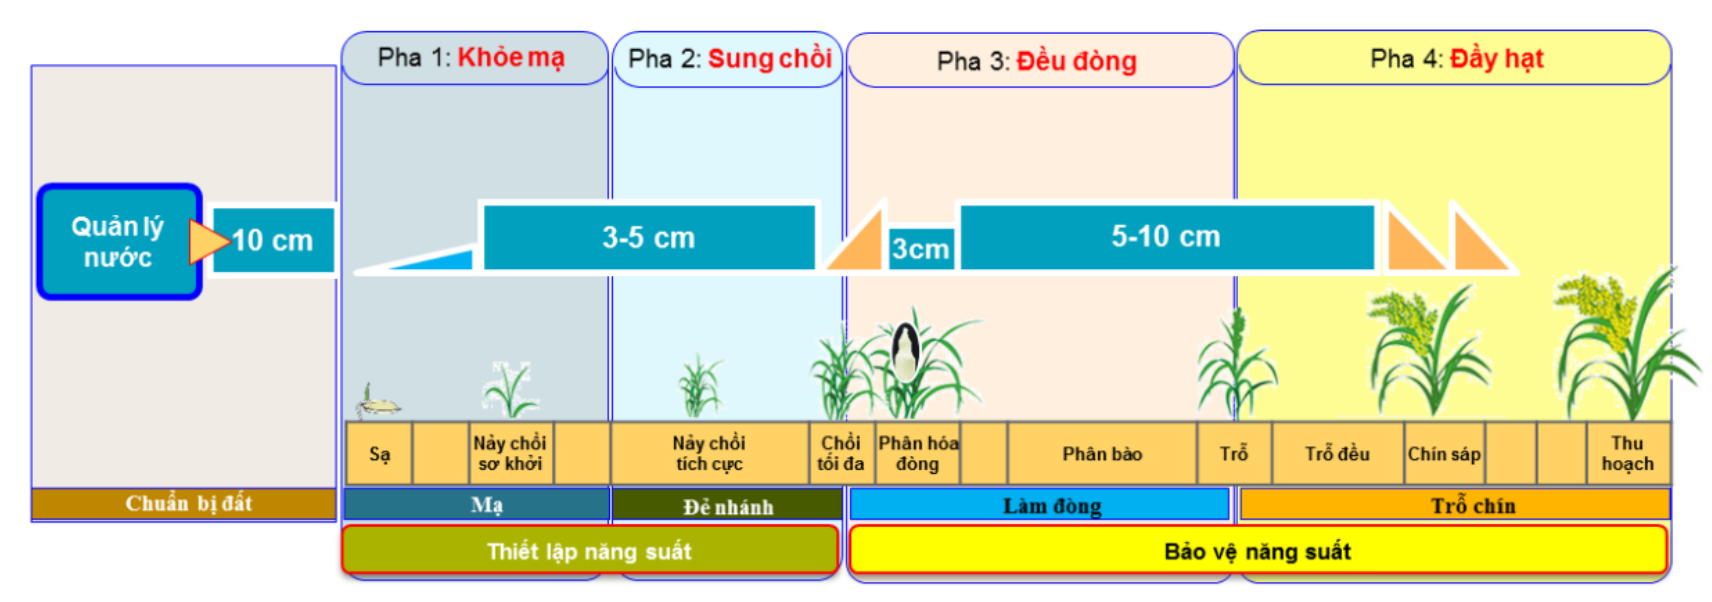 Pha 1: Khỏe mạ
Pha 2: Sung chồi
Pha 3: Đều đòng
Pha 4: Đầy hạt
Quản lý
nước
10 cm
3-5 cm
3cm
5-10 cm
Sạ
Nảy chồi
sơ khởi
Nảy chồi
tích cực
Chồi
tối đa
Phân hóa
đòng
Phân bào
Trỗ
Trỗ đều
Chín sáp
Thu
hoạch
Chuẩn bị đất
Mạ
Đẻ nhánh
Làm đòng
Trỗ chín
Thiết lập năng suất
Bảo vệ năng suất